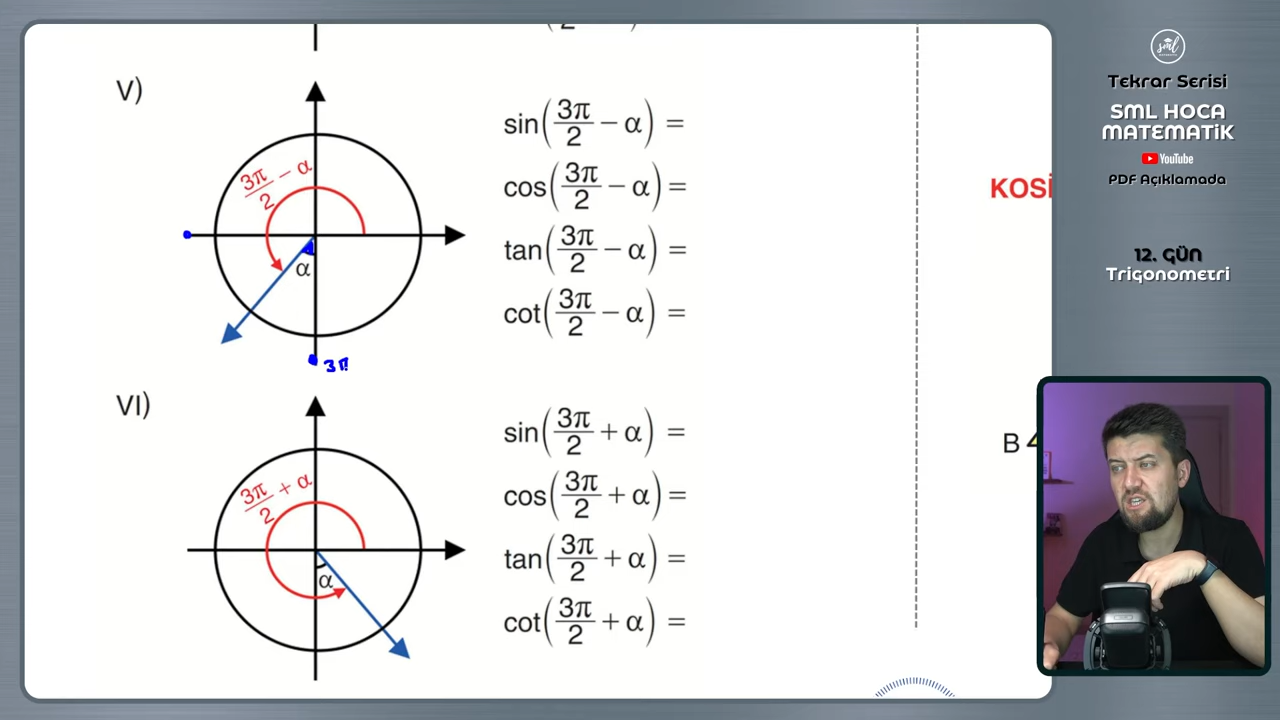 V)
3π/2 − α
α
3π
sin(3π/2 − α) =
cos(3π/2 − α) =
tan(3π/2 − α) =
cot(3π/2 − α) =
VI)
3π/2 + α
α
sin(3π/2 + α) =
cos(3π/2 + α) =
tan(3π/2 + α) =
cot(3π/2 + α) =
KOSİ
B
sml
Tekrar Serisi
SML HOCA
MATEMATİK
YouTube
PDF Açıklamada
12. GÜN
Trigonometri